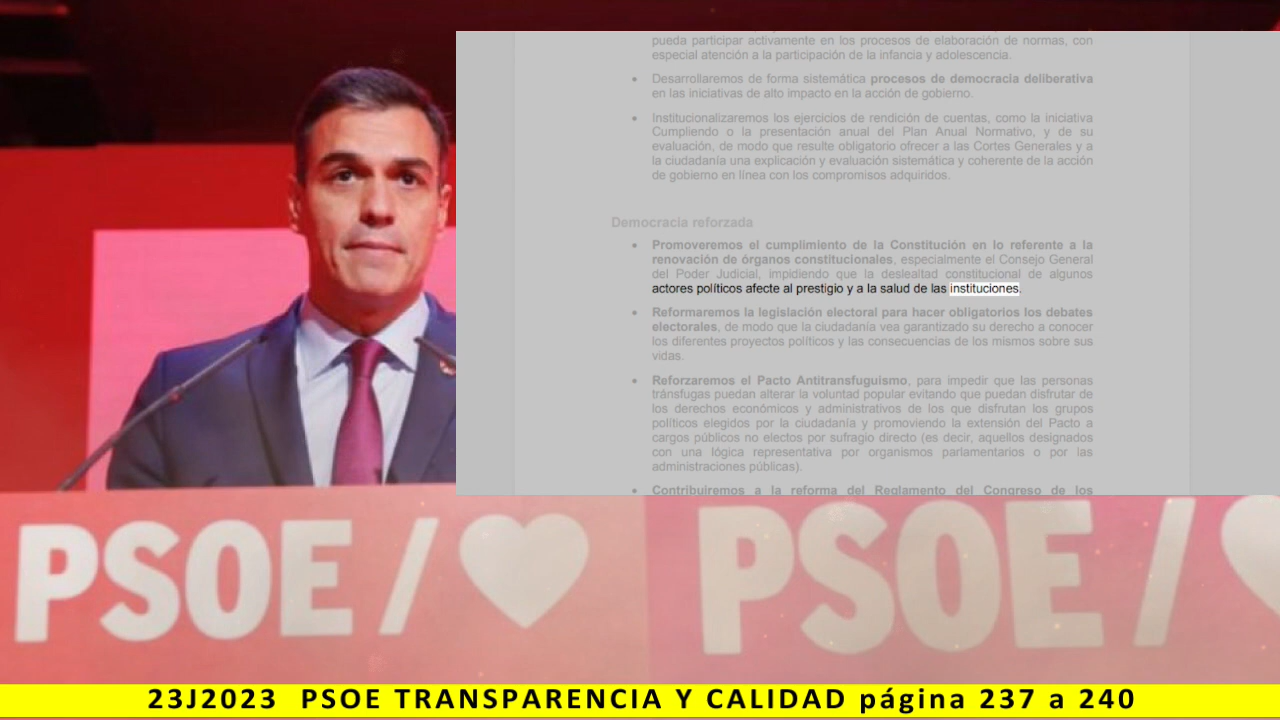 pueda participar activamente en los procesos de elaboración de normas, con
especial atención a la participación de la infancia y adolescencia.
• Desarrollaremos de forma sistemática procesos de democracia deliberativa
en las iniciativas de alto impacto en la acción de gobierno.
• Institucionalizaremos los ejercicios de rendición de cuentas, como la iniciativa
Cumpliendo o la presentación anual del Plan Anual Normativo, y de su
evaluación, de modo que resulte obligatorio ofrecer a las Cortes Generales y a
la ciudadanía una explicación y evaluación sistemática y coherente de la acción
de gobierno en línea con los compromisos adquiridos.
Democracia reforzada
• Promoveremos el cumplimiento de la Constitución en lo referente a la
renovación de órganos constitucionales, especialmente el Consejo General
del Poder Judicial, impidiendo que la deslealtad constitucional de algunos
actores políticos afecte al prestigio y a la salud de las instituciones.
• Reformaremos la legislación electoral para hacer obligatorios los debates
electorales, de modo que la ciudadanía vea garantizado su derecho a conocer
los diferentes proyectos políticos y las consecuencias de los mismos sobre sus
vidas.
• Reforzaremos el Pacto Antitransfuguismo, para impedir que las personas
tránsfugas puedan alterar la voluntad popular evitando que puedan disfrutar de
los derechos económicos y administrativos de los que disfrutan los grupos
políticos elegidos por la ciudadanía y promoviendo la extensión del Pacto a
cargos públicos no electos por sufragio directo (es decir, aquellos designados
con una lógica representativa por organismos parlamentarios o por las
administraciones públicas).
• Contribuiremos a la reforma del Reglamento del Congreso de los
PSOE /
PSOE /
23J2023 PSOE TRANSPARENCIA Y CALIDAD página 237 a 240